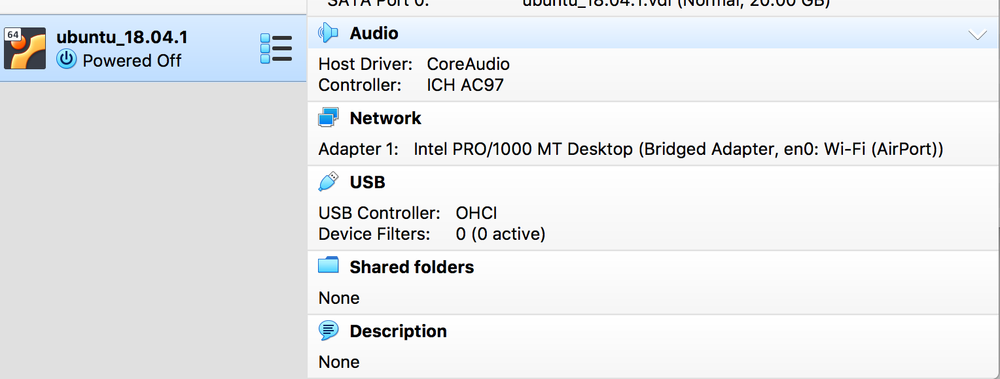 SATA Port 0: ubuntu_18.04.1.vdi (Normal, 20.00 GB)
64
ubuntu_18.04.1
Powered Off
Audio
Host Driver: CoreAudio
Controller: ICH AC97
Network
Adapter 1: Intel PRO/1000 MT Desktop (Bridged Adapter, en0: Wi-Fi (AirPort))
USB
USB Controller: OHCI
Device Filters: 0 (0 active)
Shared folders
None
Description
None